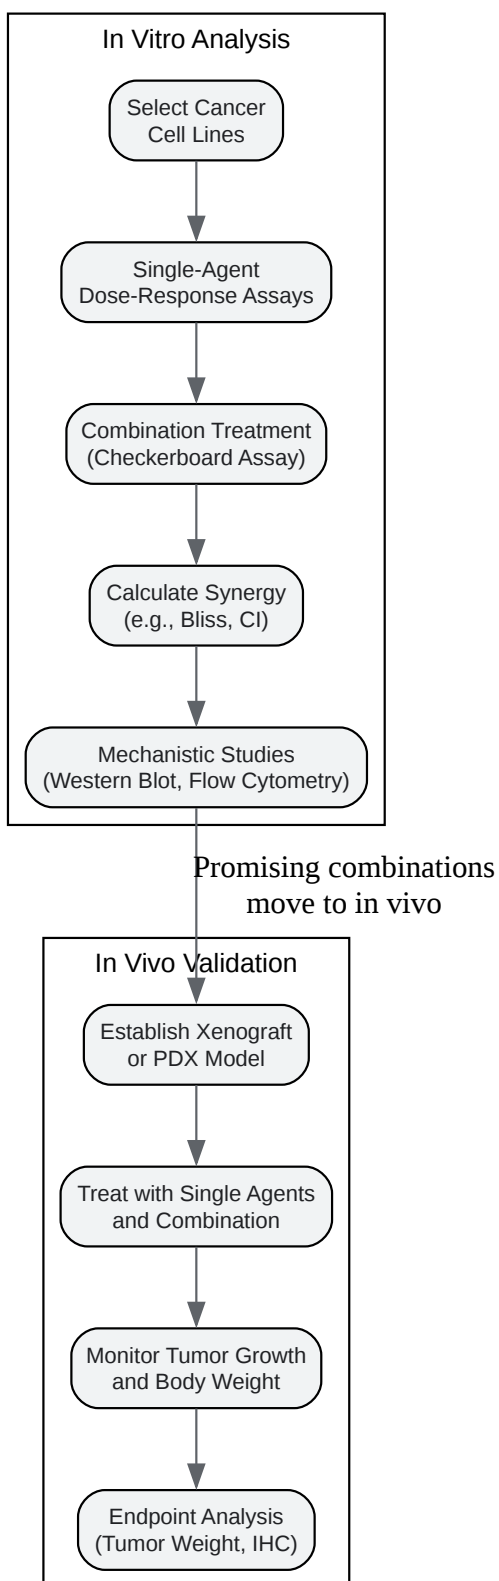 In Vitro Analysis
Select Cancer
Cell Lines
Single-Agent
Dose-Response Assays
Combination Treatment
(Checkerboard Assay)
Calculate Synergy
(e.g., Bliss, CI)
Mechanistic Studies
(Western Blot, Flow Cytometry)
Promising combinations
move to in vivo
In Vivo Validation
Establish Xenograft
or PDX Model
Treat with Single Agents
and Combination
Monitor Tumor Growth
and Body Weight
Endpoint Analysis
(Tumor Weight, IHC)